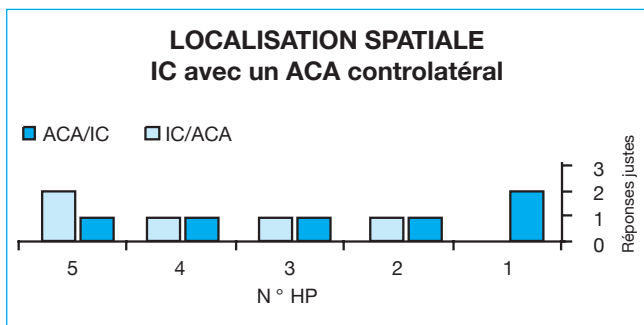 LOCALISATION SPATIALE
IC avec un ACA controlatéral
ACA/IC IC/ACA
3
2
1
0
Réponses justes
5 4 3 2 1
N° HP